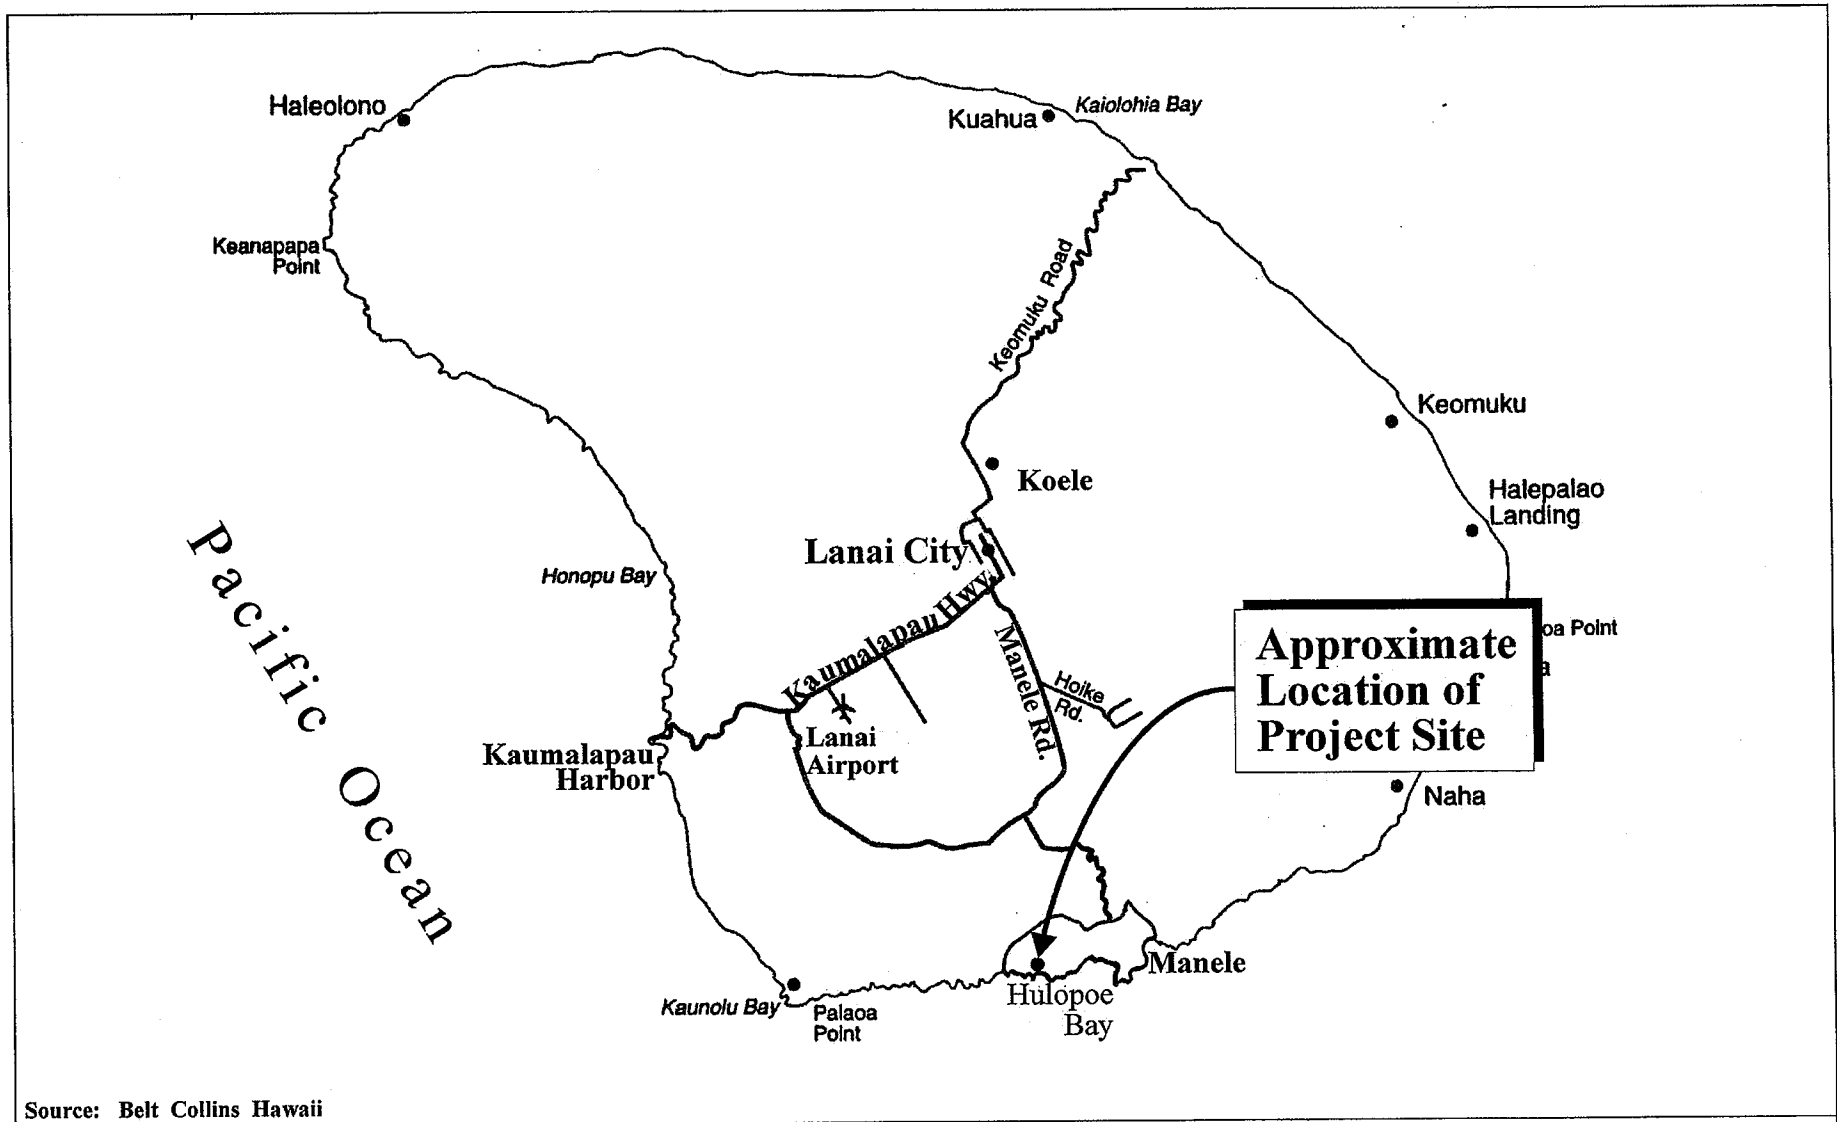 Haleolono
Kuahua
Kaiolohia Bay
Keanapapa
Point
Keomuku Road
Keomuku
Koele
Halepalao
Landing
Lanai City
Honopu Bay
Kaumalapau Hwy.
Manele Rd.
Hoike
Rd.
Approximate
Location of
Project Site
oa Point
a
Pacific Ocean
Lanai
Airport
Kaumalapau
Harbor
Naha
Manele
Hulopoe
Bay
Kaunolu Bay
Palaoa
Point
Source: Belt Collins Hawaii